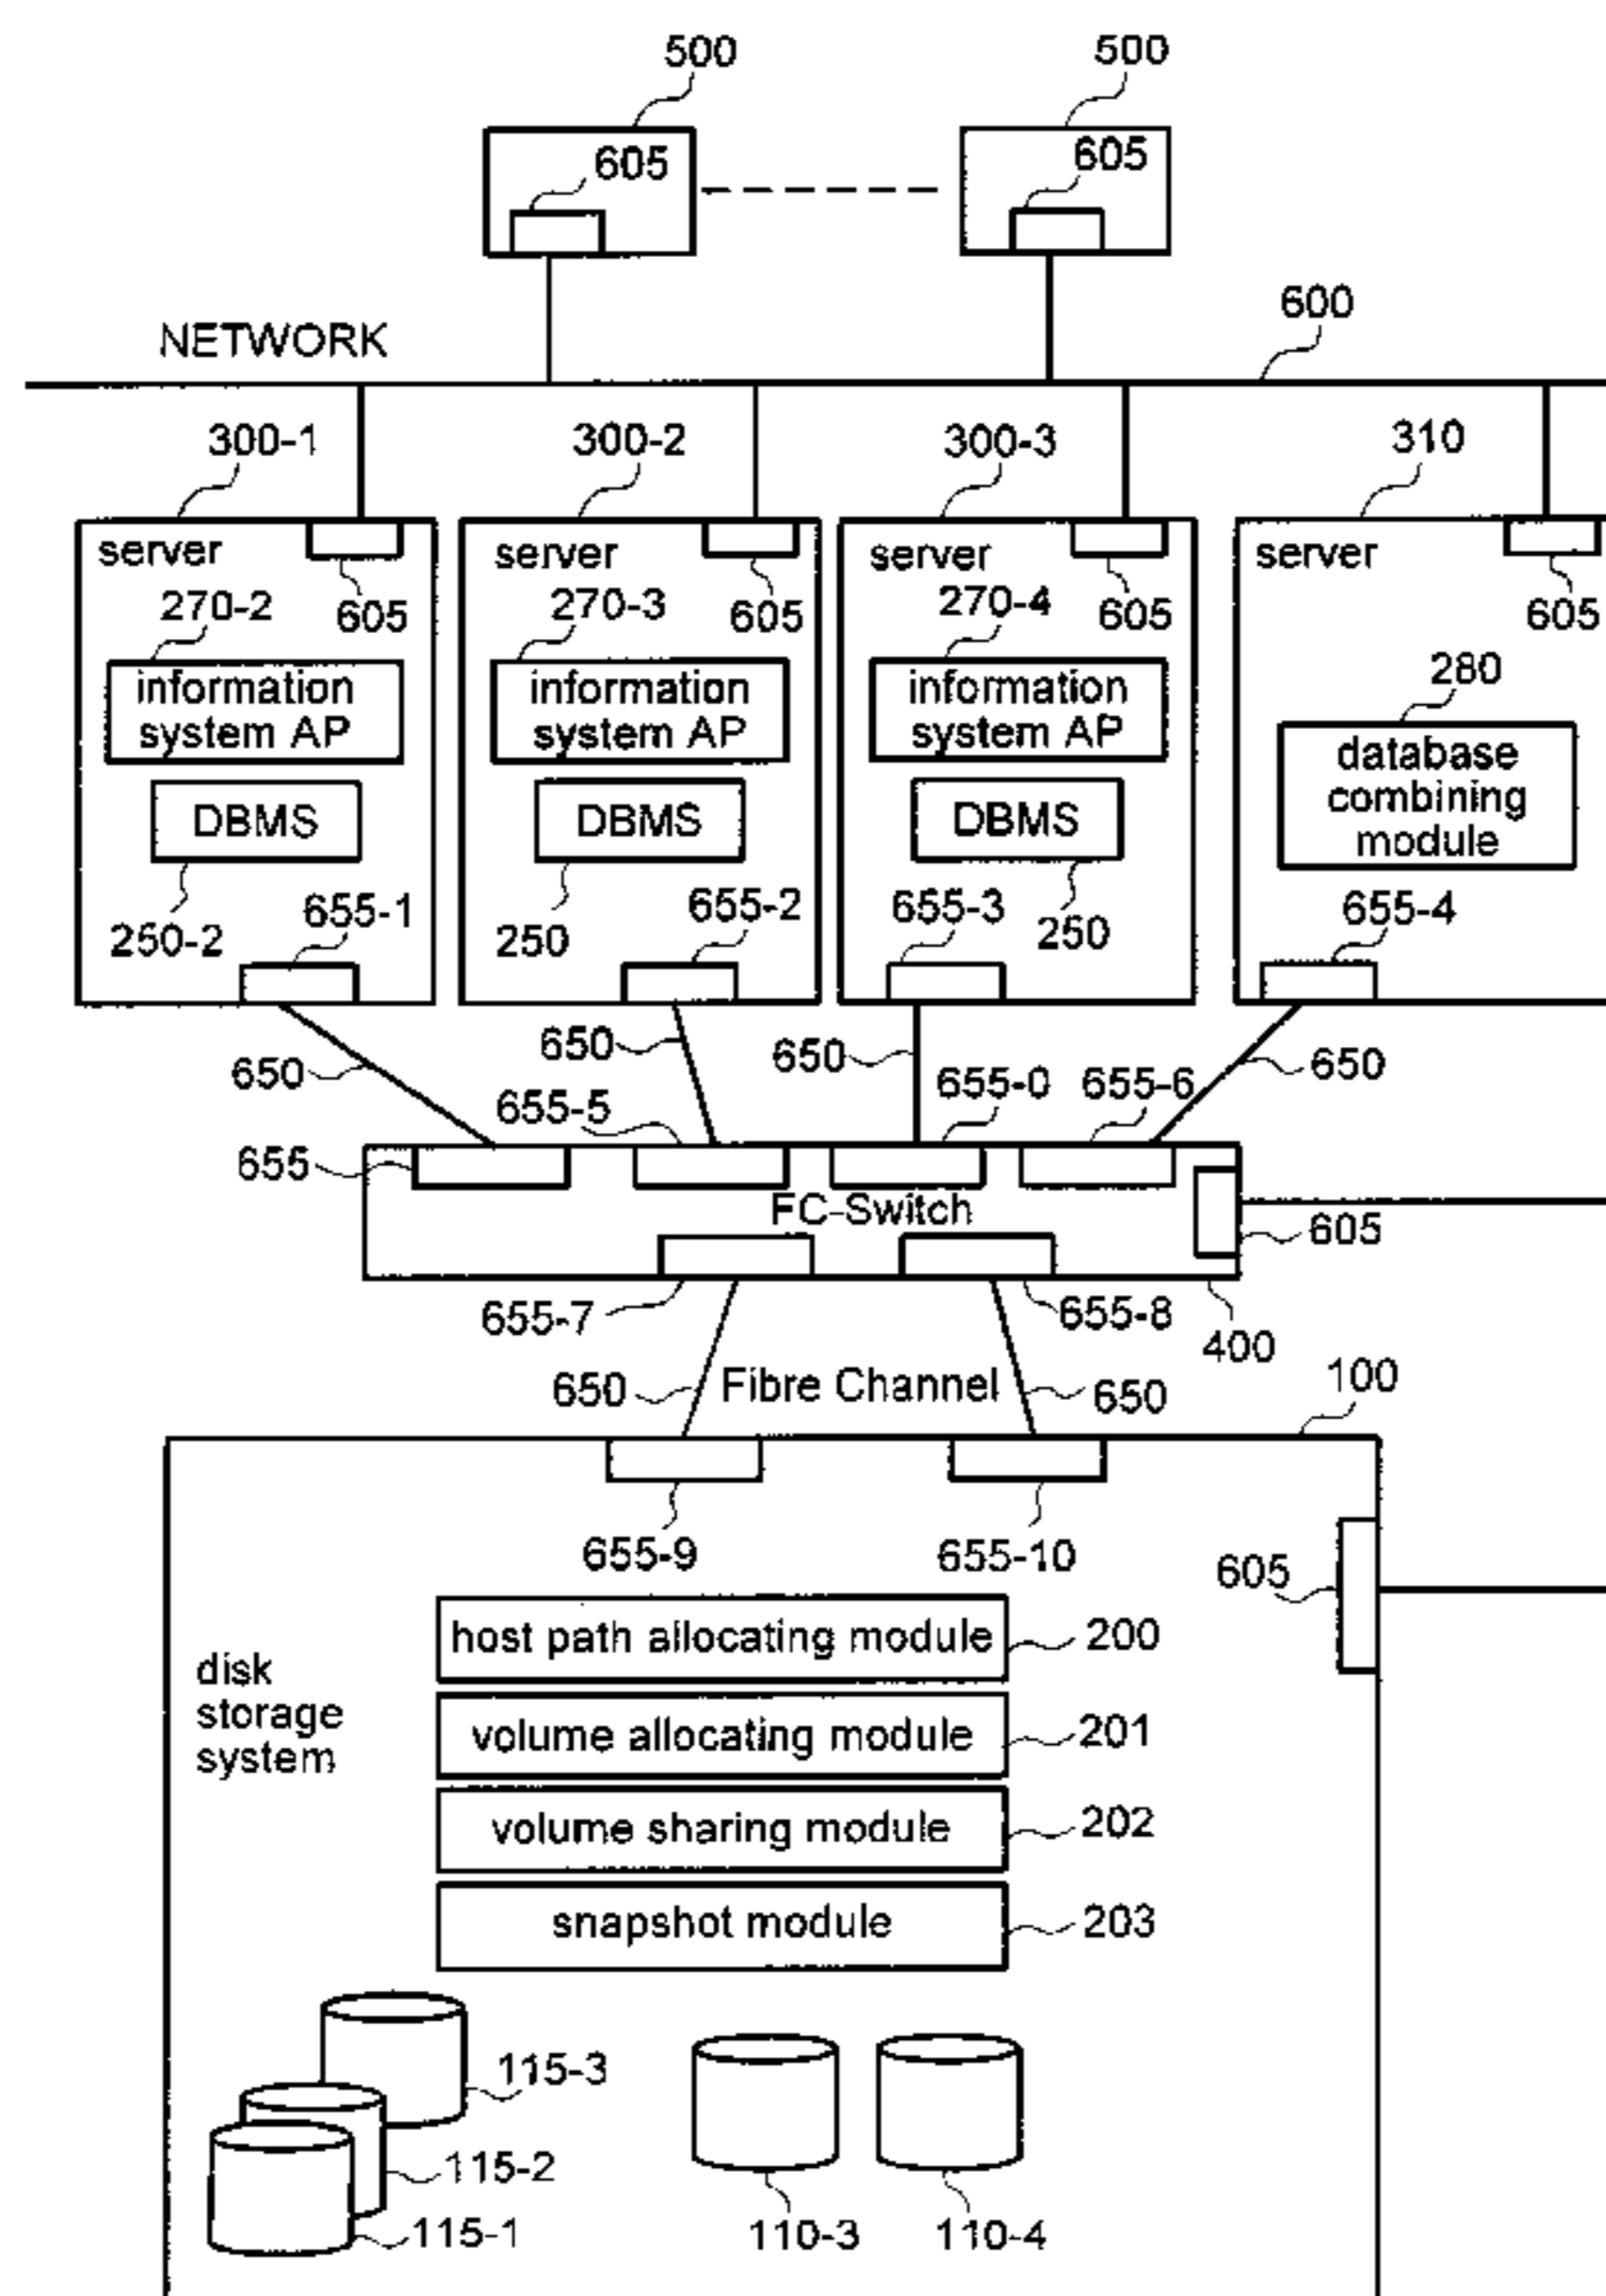 500 500
605 605
600
NETWORK
300-1 300-2 300-3 310
server server server server
605 605 605 605
270-2 270-3 270-4
280
information information information
system AP system AP system AP
database
combining
module
DBMS DBMS DBMS
655-1 655-2 655-3 655-4
250-2 250 250
650 650 650 650
655-5 655-0 655-6
655
FC-Switch
605
655-7 655-8
400
650 Fibre Channel 650
100
655-9 655-10
605
host path allocating module 200
disk
storage
system
volume allocating module 201
volume sharing module 202
snapshot module 203
115-3
115-2
115-1 110-3 110-4